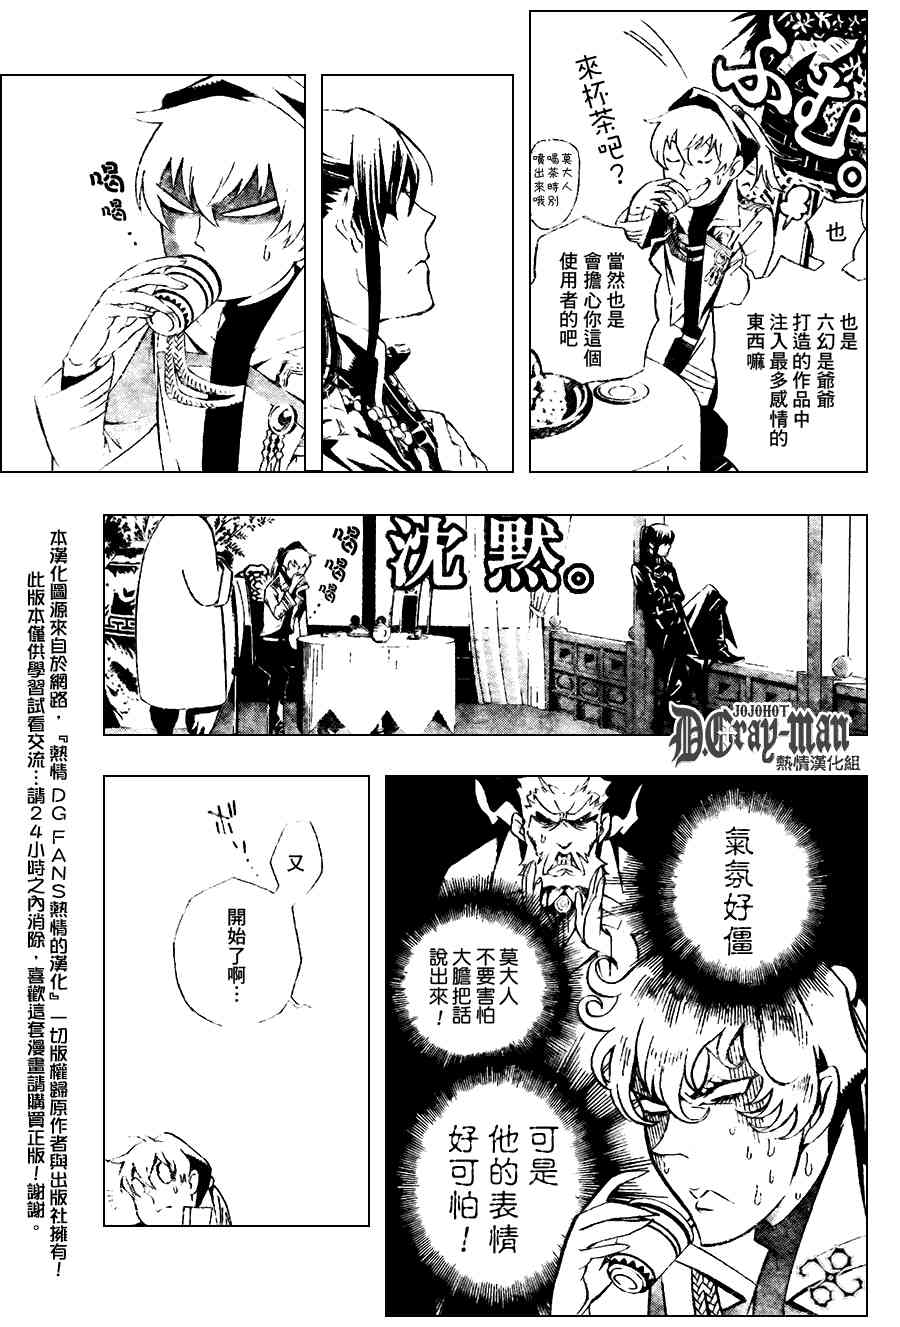 ふむ。
來杯茶吧？
莫大人
喝茶時別
噴出來哦
也
也是
六幻是爺爺
打造的作品中
注入最多感情的
東西嘛
當然也是
會擔心你這個
使用者的吧
喝
喝
…
沈黙。
喝
喝
喝
JOJOHOT
D.Gray-man
熱情漢化組
氣氛好僵
莫大人
不要害怕
大膽把話
說出來！
可是
他的表情
好可怕！
又
開始了啊…
本漢化圖源來自於網路，『熱情DG FANS熱情的漢化』一切版權歸原作者與出版社擁有！
此版本僅供學習試看交流…請24小時之內消除，喜歡這套漫畫請購買正版！謝謝。